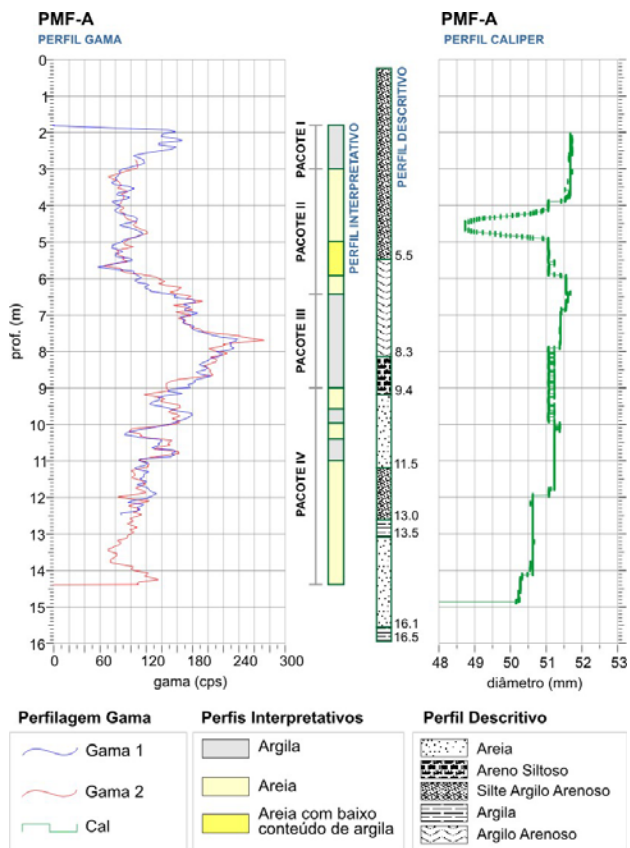 PMF-A
PERFIL GAMA
PMF-A
PERFIL CALIPER
0
1
2
3
4
5
6
7
8
9
10
11
12
13
14
15
16
prof. (m)
0
60
120
180
240
300
gama (cps)
PACOTE I
PACOTE II
PACOTE III
PACOTE IV
PERFIL INTERPRETATIVO
PERFIL DESCRITIVO
5.5
8.3
9.4
11.5
13.0
13.5
16.1
16.5
48
49
50
51
52
53
diâmetro (mm)
Perfilagem Gama
Gama 1
Gama 2
Cal
Perfis Interpretativos
Argila
Areia
Areia com baixo
conteúdo de argila
Perfil Descritivo
Areia
Areno Siltoso
Silte Argilo Arenoso
Argila
Argilo Arenoso